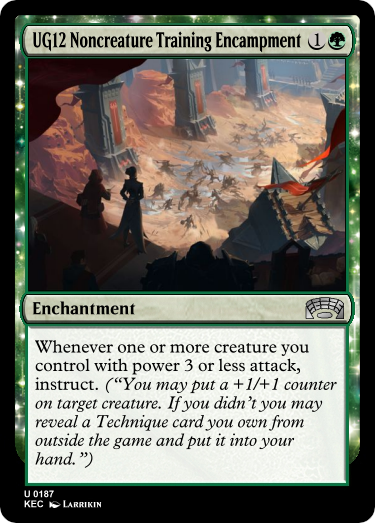 UG12 Noncreature Training Encampment 1
Enchantment
Whenever one or more creature you
control with power 3 or less attack,
instruct. (“You may put a +1/+1 counter
on target creature. If you didn’t you may
reveal a Technique card you own from
outside the game and put it into your
hand.”)
U 0187
KEC Larrikin